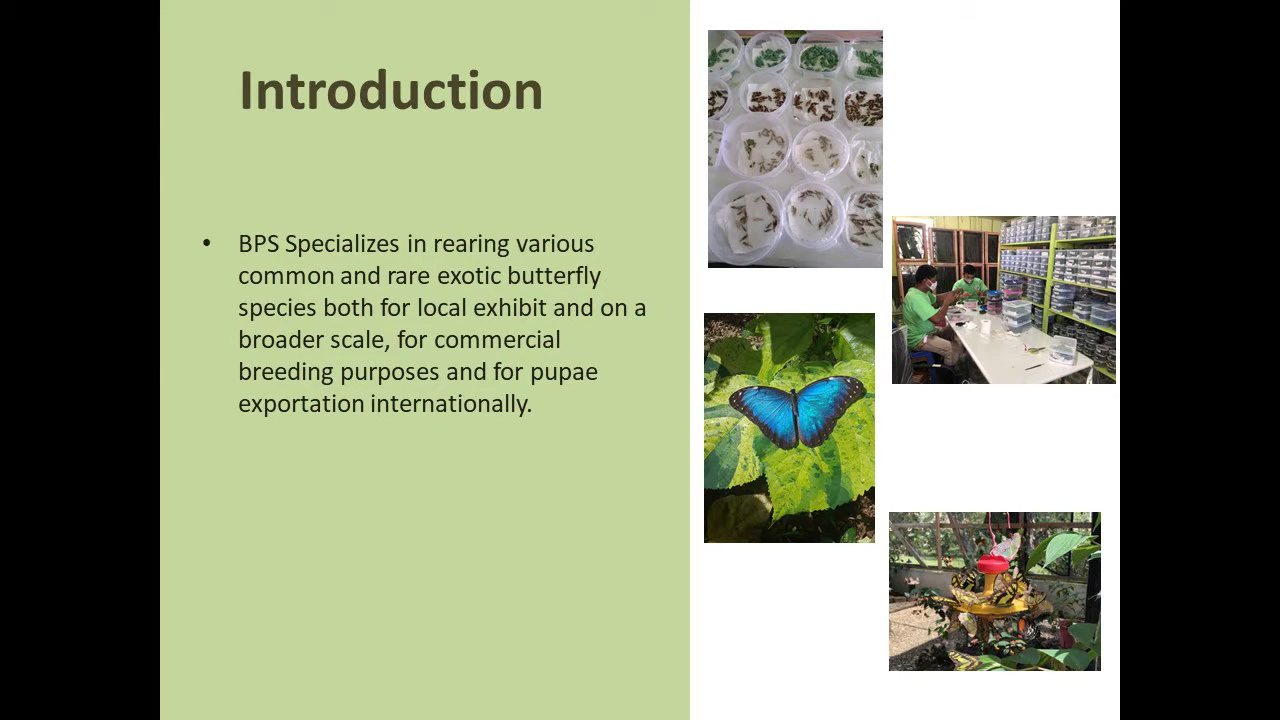 Introduction
• BPS Specializes in rearing various
common and rare exotic butterfly
species both for local exhibit and on a
broader scale, for commercial
breeding purposes and for pupae
exportation internationally.